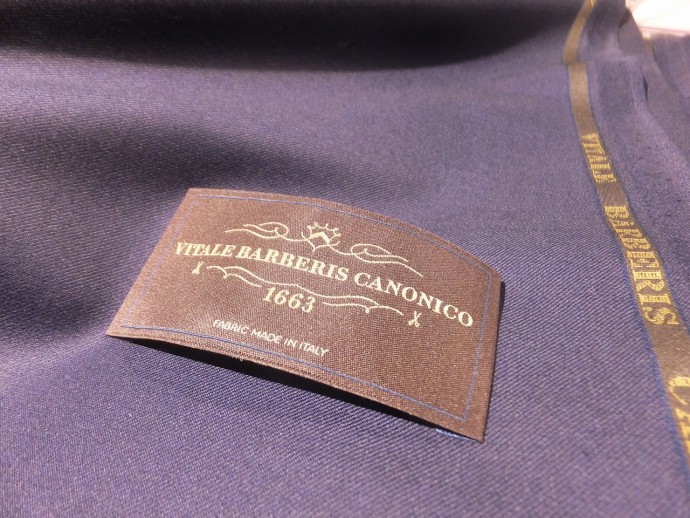 VITALE BARBERIS CANONICO
1663
FABRIC MADE IN ITALY